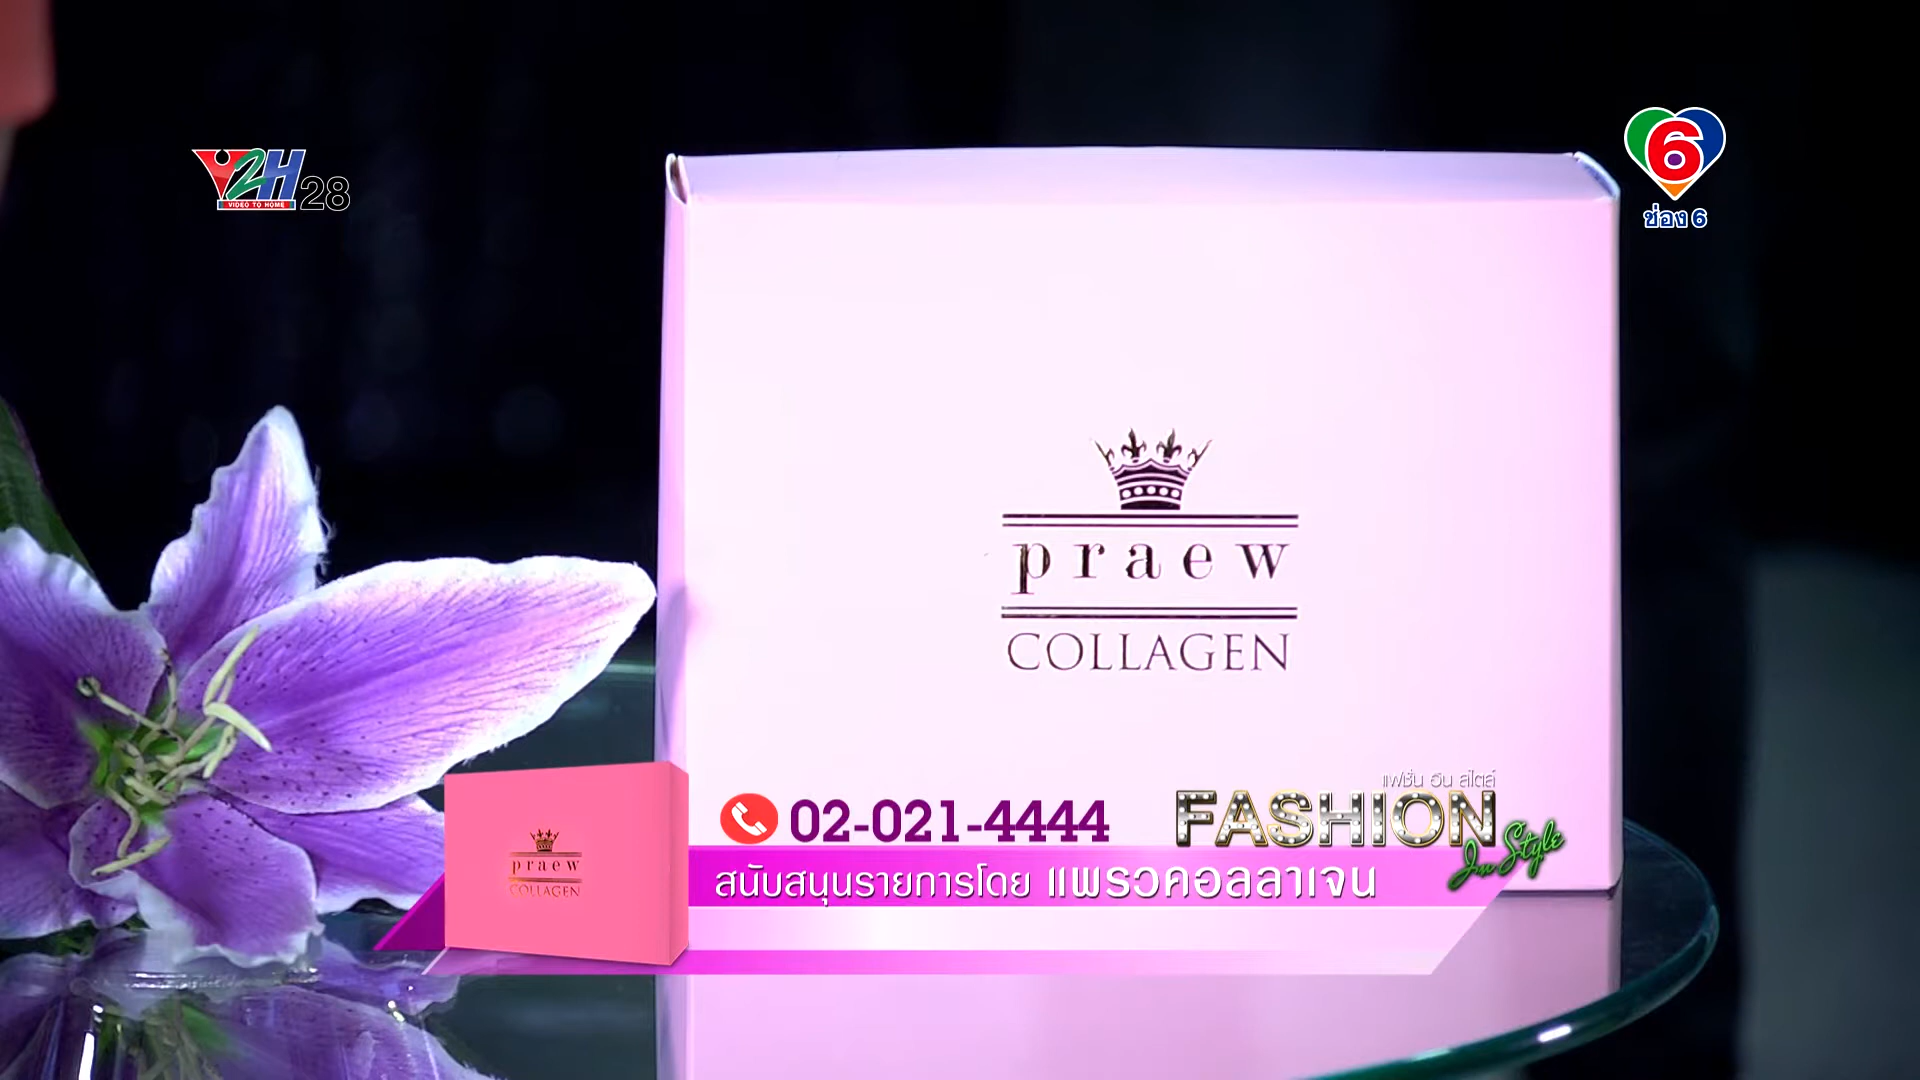 V2H28
VIDEO TO HOME
6
ช่อง 6
praew
COLLAGEN
แฟชั่น อิน สไตล์
02-021-4444
FASHION
In Style
praew
COLLAGEN
สนับสนุนรายการโดย แพรวคอลลาเจน